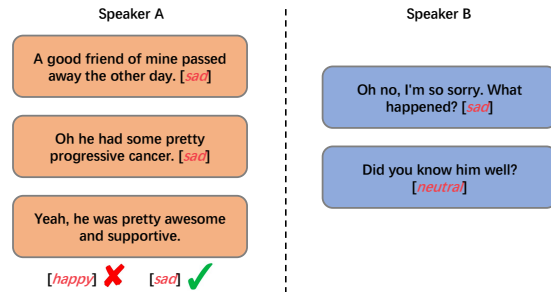 Speaker A
Speaker B
A good friend of mine passed
away the other day. [sad]
Oh no, I'm so sorry. What
happened? [sad]
Oh he had some pretty
progressive cancer. [sad]
Did you know him well?
[neutral]
Yeah, he was pretty awesome
and supportive.
[happy] ✘ [sad] ✓